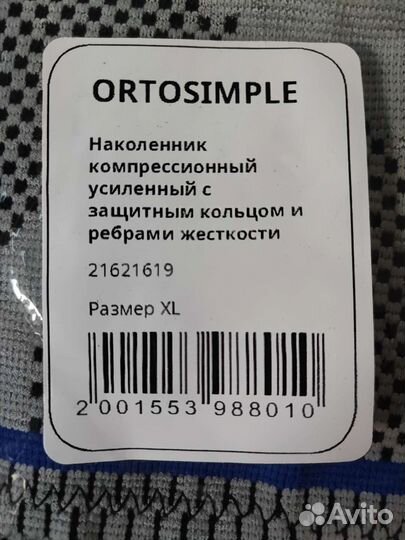 ORTOSIMPLE
Наколенник
компрессионный
усиленный с
защитным кольцом и
ребрами жесткости
21621619
Размер XL
2 001553 988010
Avito